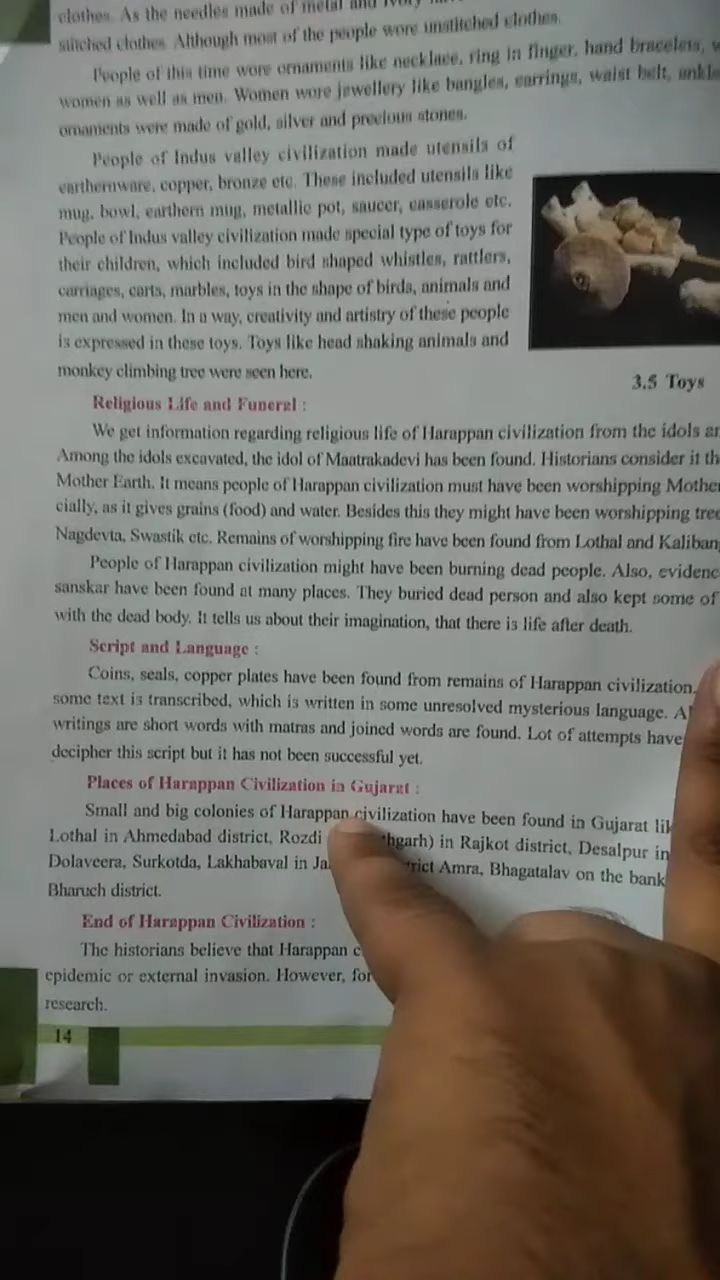 clothes. As the needles made of metal and
stitched clothes. Although most of the people wore unstitched clothes.
People of this time wore ornaments like necklace, ring in finger, hand bracelets,
women as well as men. Women wore jewellery like bangles, earrings, waist belt,
ornaments were made of gold, silver and precious stones.
People of Indus valley civilization made utensils of
earthernware, copper, bronze etc. These included utensils like
mug, bowl, earthern mug, metallic pot, saucer, casserole etc.
People of Indus valley civilization made special type of toys for
their children, which included bird shaped whistles, rattlers,
carriages, carts, marbles, toys in the shape of birds, animals and
men and women. In a way, creativity and artistry of these people
is expressed in these toys. Toys like head shaking animals and
monkey climbing tree were seen here.
3.5 Toys
Religious Life and Funeral :
We get information regarding religious life of Harappan civilization from the idols
Among the idols excavated, the idol of Maatrakadevi has been found. Historians consider it
Mother Earth. It means people of Harappan civilization must have been worshipping
cially, as it gives grains (food) and water. Besides this they might have been worshipping
Nagdevta, Swastik etc. Remains of worshipping fire have been found from Lothal and
People of Harappan civilization might have been burning dead people. Also,
sanskar have been found at many places. They buried dead person and also kept some of
with the dead body. It tells us about their imagination, that there is life after death.
Script and Language :
Coins, seals, copper plates have been found from remains of Harappan civilization.
some text is transcribed, which is written in some unresolved mysterious language.
writings are short words with matras and joined words are found. Lot of attempts have
decipher this script but it has not been successful yet.
Places of Harappan Civilization in Gujarat :
Small and big colonies of Harappan civilization have been found in Gujarat
Lothal in Ahmedabad district, Rozdi in Rajkot district, Desalpur in
Dolaveera, Surkotda, Lakhabaval in Amra, Bhagatalav on the bank
Bharuch district.
End of Harappan Civilization :
The historians believe that Harappan
epidemic or external invasion. However, for
research.
14